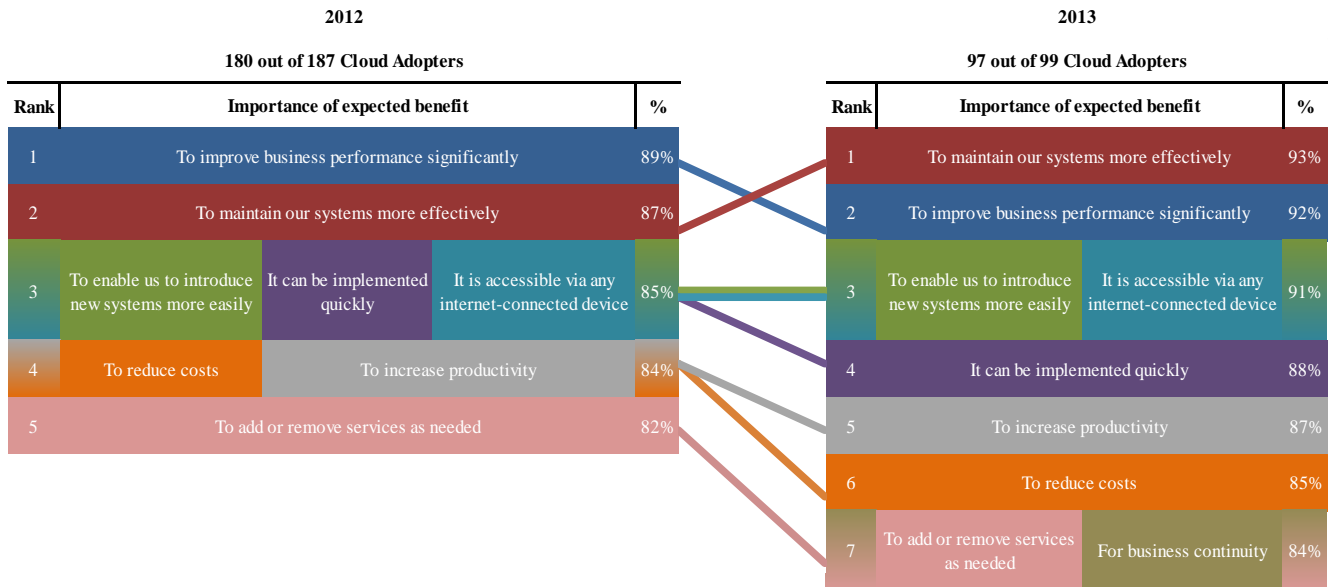 2012
180 out of 187 Cloud Adopters
Rank Importance of expected benefit %
1 To improve business performance significantly 89%
2 To maintain our systems more effectively 87%
3 To enable us to introduce
new systems more easily
It can be implemented
quickly
It is accessible via any
internet-connected device
85%
4 To reduce costs To increase productivity 84%
5 To add or remove services as needed 82%
2013
97 out of 99 Cloud Adopters
Rank Importance of expected benefit %
1 To maintain our systems more effectively 93%
2 To improve business performance significantly 92%
3 To enable us to introduce
new systems more easily
It is accessible via any
internet-connected device
91%
4 It can be implemented quickly 88%
5 To increase productivity 87%
6 To reduce costs 85%
7 To add or remove services
as needed
For business continuity 84%